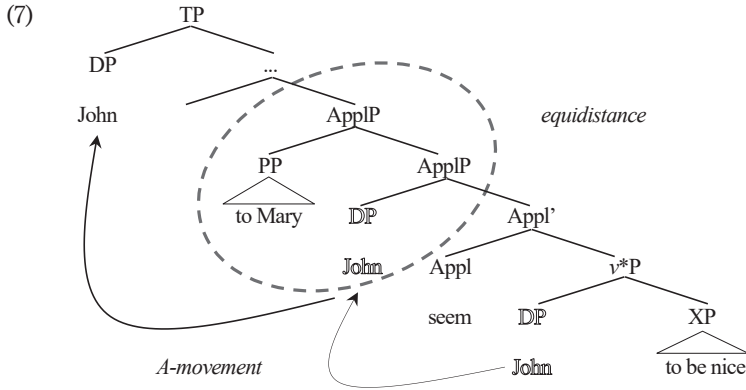 (7)
TP
DP
...
John
ApplP
equidistance
PP
ApplP
to Mary
DP
Appl’
John
Appl
v*P
seem
DP
XP
A-movement
John
to be nice